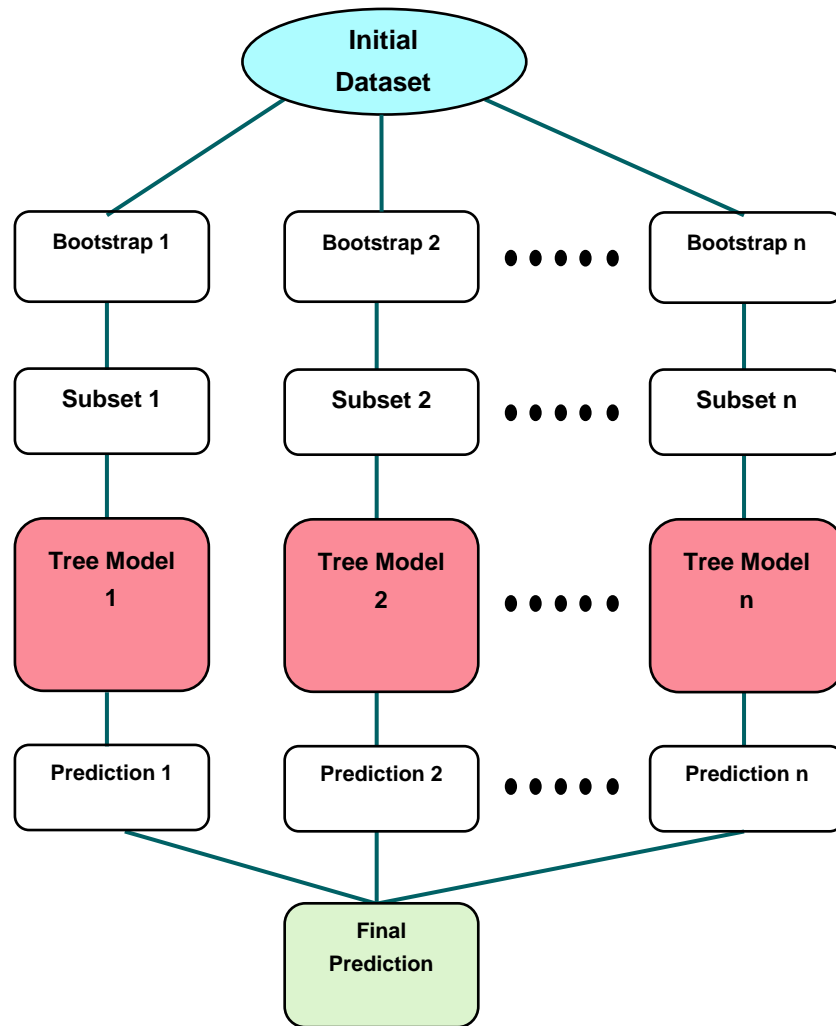 Initial
Dataset
Bootstrap 1
Bootstrap 2
Bootstrap n
Subset 1
Subset 2
Subset n
Tree Model
1
Tree Model
2
Tree Model
n
Prediction 1
Prediction 2
Prediction n
Final
Prediction